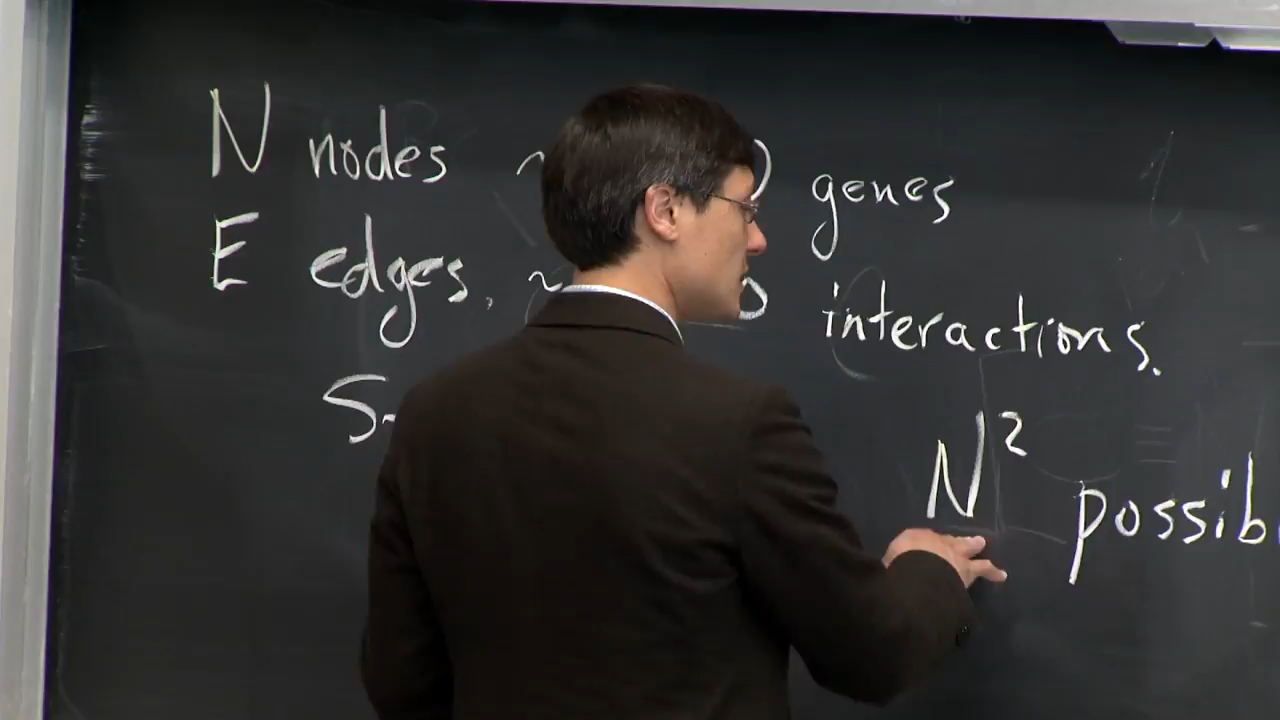 N nodes ~ genes
E edges, ~ interactions.
N² possib